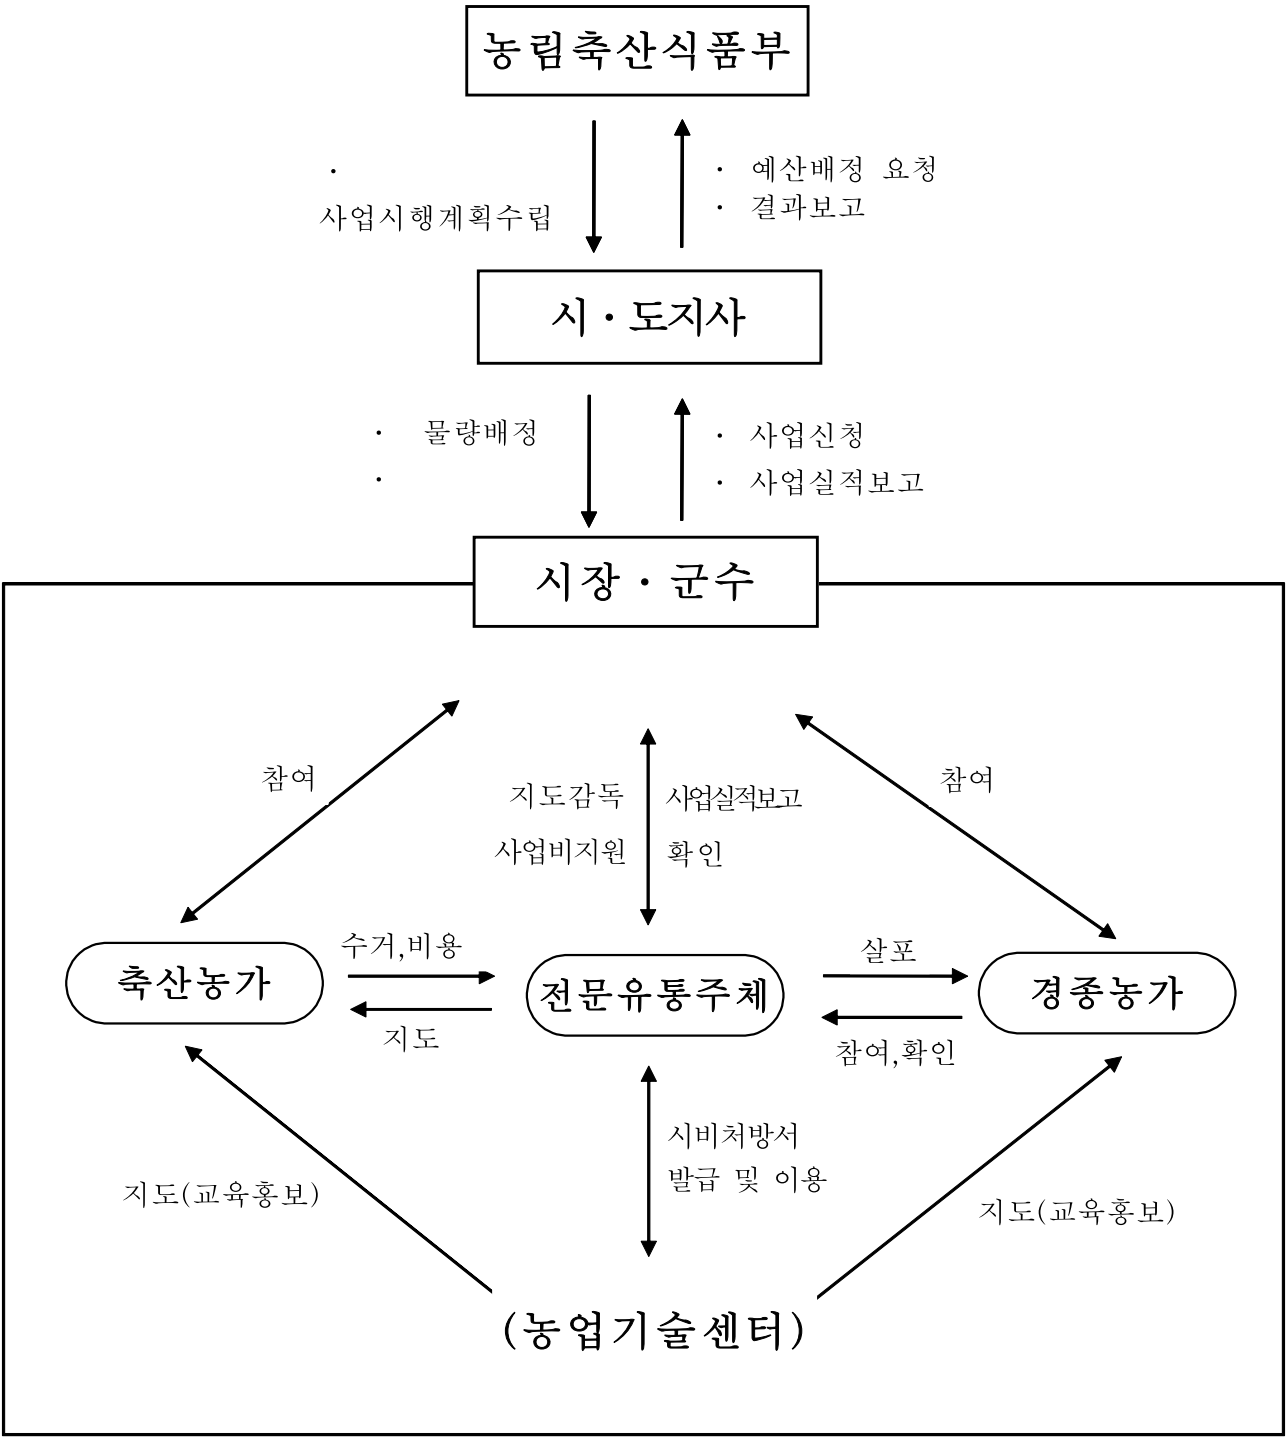 농림축산식품부
·
사업시행계획수립
· 예산배정 요청
· 결과보고
시·도지사
· 물량배정
·
· 사업신청
· 사업실적보고
시장·군수
참여
지도감독
사업비지원
사업실적보고
확인
참여
축산농가
수거,비용
지도
전문유통주체
살포
참여,확인
경종농가
지도(교육홍보)
시비처방서
발급 및 이용
지도(교육홍보)
(농업기술센터)